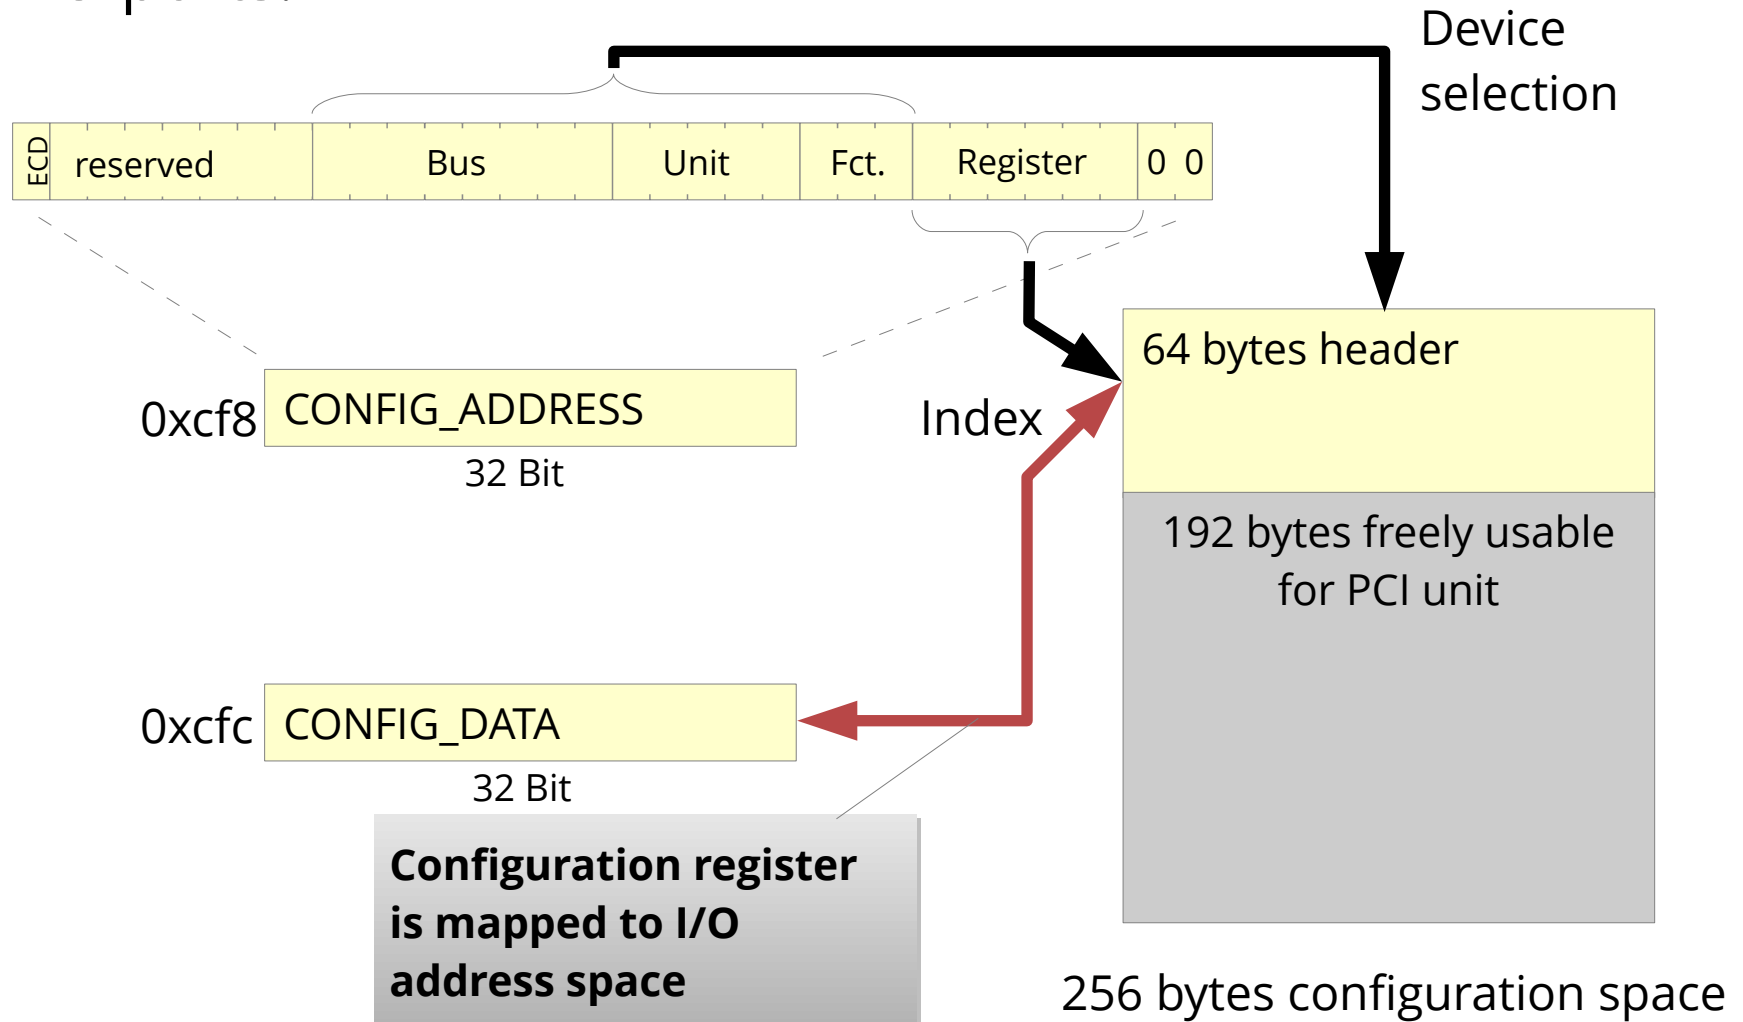 Device
selection
ECD reserved Bus Unit Fct. Register 0 0
64 bytes header
0xcf8 CONFIG_ADDRESS
Index
32 Bit
192 bytes freely usable
for PCI unit
0xcfc CONFIG_DATA
32 Bit
Configuration register
is mapped to I/O
address space
256 bytes configuration space